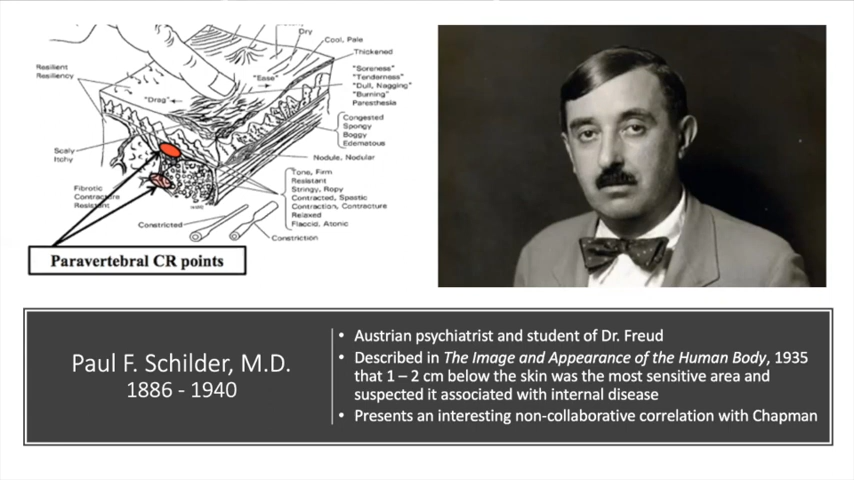 Dry
Cool, Pale
Thickened
Resilient
Resiliency
"Soreness"
"Tenderness"
"Dull, Nagging"
"Burning"
Paresthesia
"Ease"
"Drag"
Congested
Spongy
Boggy
Edematous
Scaly
Itchy
Nodule, Nodular
Fibrotic
Contracture
Resistant
Tone, Firm
Resistant
Stringy, Ropy
Contracted, Spastic
Contraction, Contracture
Relaxed
Flaccid, Atonic
Constricted
Constriction
Paravertebral CR points
Paul F. Schilder, M.D.
1886 - 1940
• Austrian psychiatrist and student of Dr. Freud
• Described in The Image and Appearance of the Human Body, 1935
that 1 – 2 cm below the skin was the most sensitive area and
suspected it associated with internal disease
• Presents an interesting non-collaborative correlation with Chapman